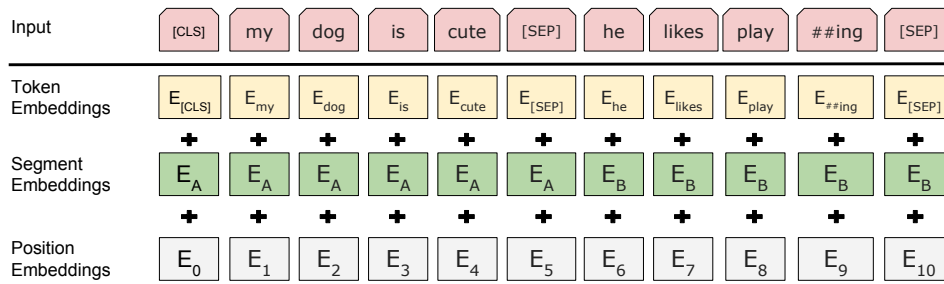 Input [CLS] my dog is cute [SEP] he likes play ##ing [SEP]
Token Embeddings E[CLS] Emy Edog Eis Ecute E[SEP] Ehe Elikes Eplay E##ing E[SEP]
+ + + + + + + + + + +
Segment Embeddings EA EA EA EA EA EA EB EB EB EB EB
+ + + + + + + + + + +
Position Embeddings E0 E1 E2 E3 E4 E5 E6 E7 E8 E9 E10